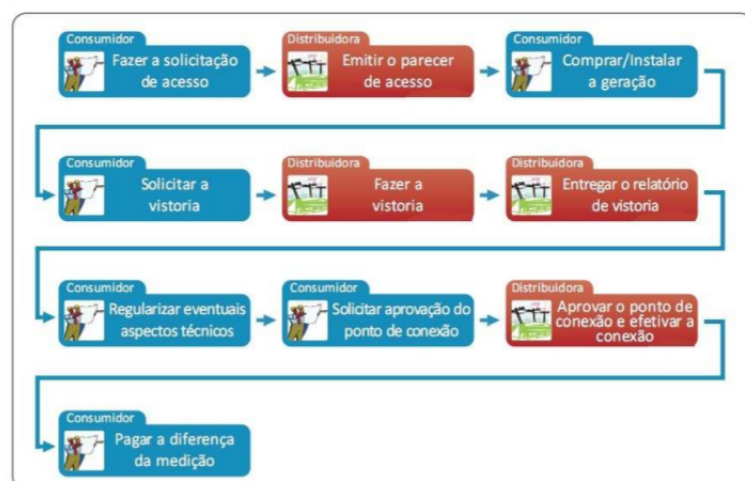 Consumidor
Fazer a solicitação
de acesso
Distribuidora
Emitir o parecer
de acesso
Consumidor
Comprar/Instalar
a geração
Consumidor
Solicitar a
vistoria
Distribuidora
Fazer a
vistoria
Distribuidora
Entregar o relatório
de vistoria
Consumidor
Regularizar eventuais
aspectos técnicos
Consumidor
Solicitar aprovação do
ponto de conexão
Distribuidora
Aprovar o ponto de
conexão e efetivar a
conexão
Consumidor
Pagar a diferença
da medição